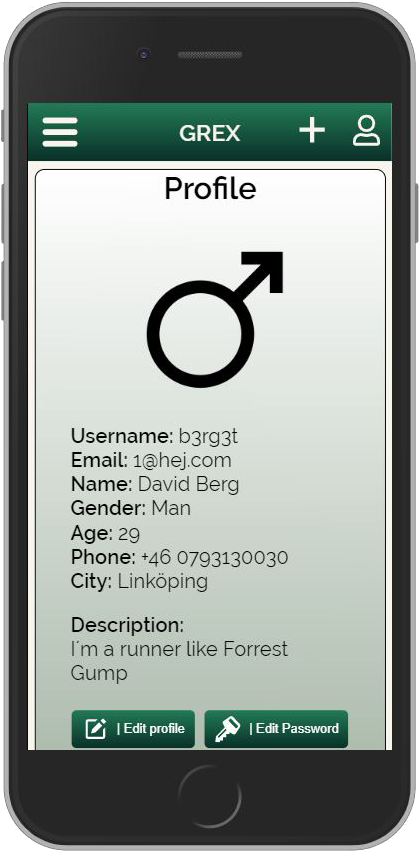 GREX
Profile
Username: b3rg3t
Email: 1@hej.com
Name: David Berg
Gender: Man
Age: 29
Phone: +46 0793130030
City: Linköping
Description:
I´m a runner like Forrest
Gump
| Edit profile | Edit Password